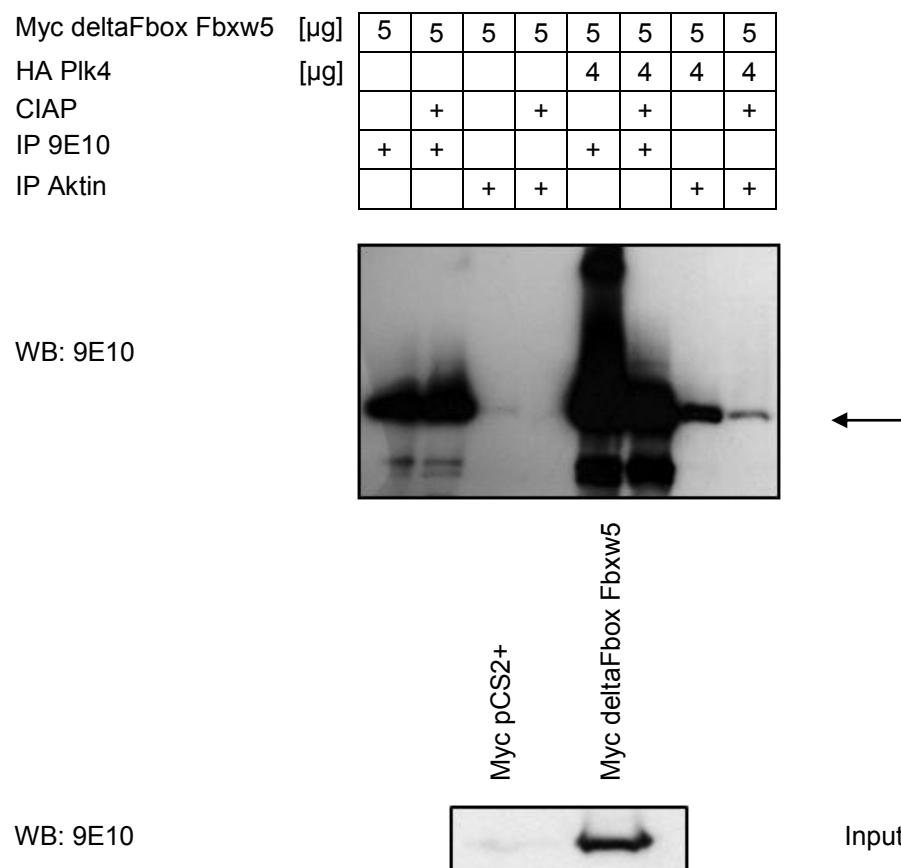 Myc deltaFbox Fbxw5 [µg] 5 5 5 5 5 5 5 5
HA Plk4 [µg] 4 4 4 4
CIAP + + + +
IP 9E10 + + + +
IP Aktin + + + +
WB: 9E10
Myc pCS2+
Myc deltaFbox Fbxw5
WB: 9E10 Input